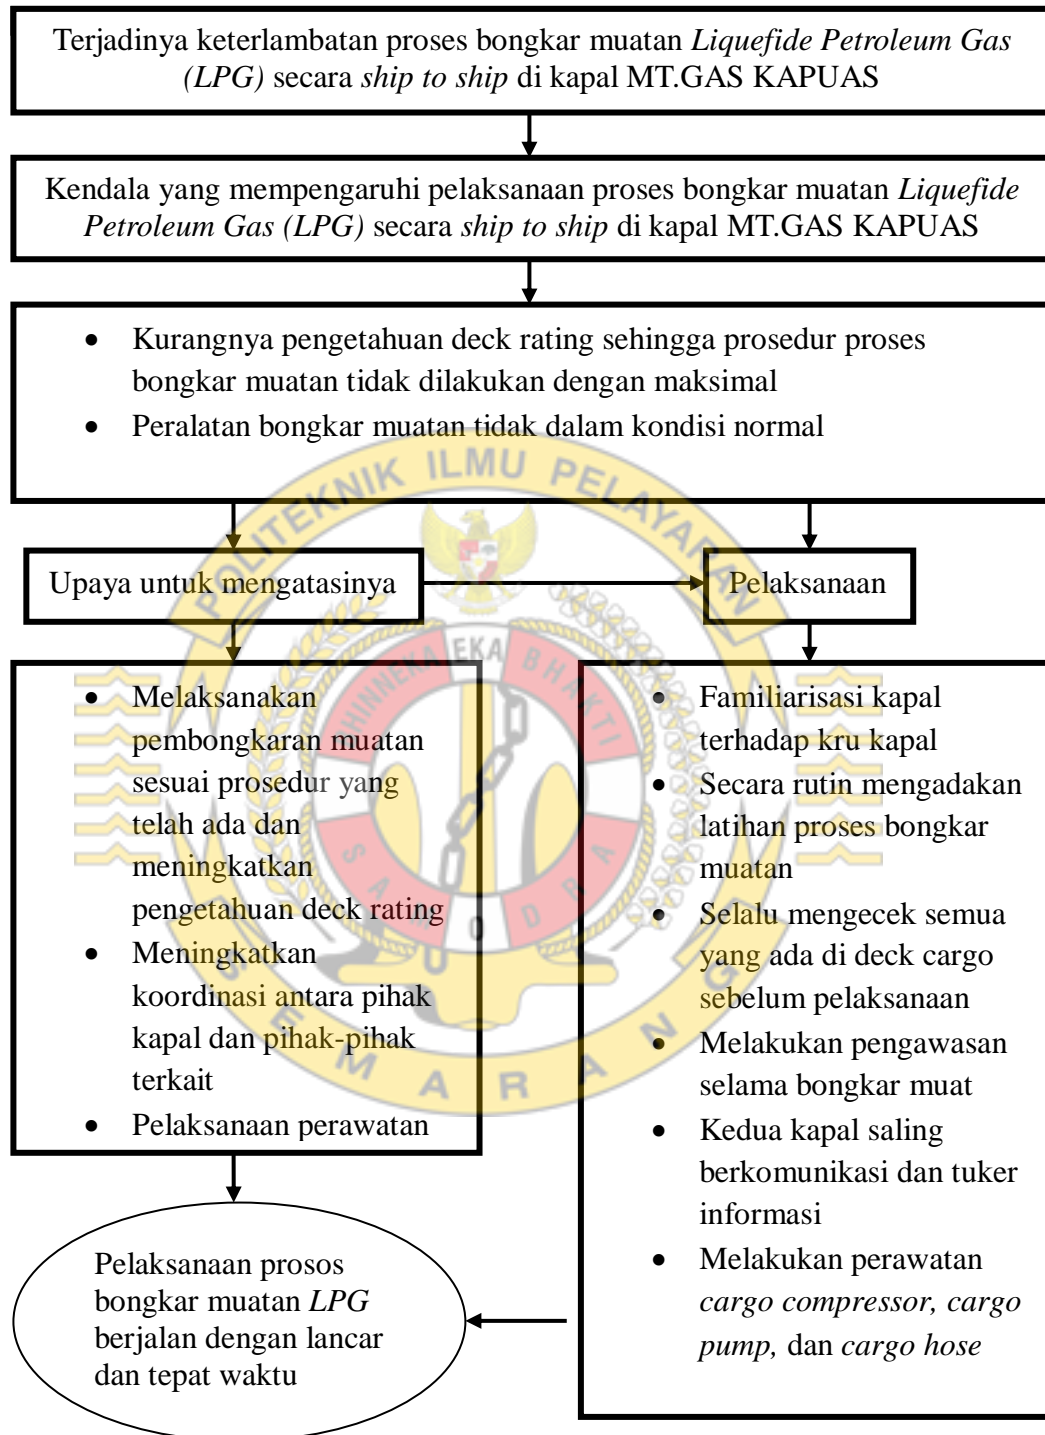 Terjadinya keterlambatan proses bongkar muatan Liquefide Petroleum Gas
(LPG) secara ship to ship di kapal MT.GAS KAPUAS
Kendala yang mempengaruhi pelaksanaan proses bongkar muatan Liquefide
Petroleum Gas (LPG) secara ship to ship di kapal MT.GAS KAPUAS
• Kurangnya pengetahuan deck rating sehingga prosedur proses
bongkar muatan tidak dilakukan dengan maksimal
• Peralatan bongkar muatan tidak dalam kondisi normal
POLITEKNIK ILMU PELAYARAN
Upaya untuk mengatasinya
Pelaksanaan
BHINNEKA EKA BHAKTI
SAMUDRA
SEMARANG
• Melaksanakan
pembongkaran muatan
sesuai prosedur yang
telah ada dan
meningkatkan
pengetahuan deck rating
• Meningkatkan
koordinasi antara pihak
kapal dan pihak-pihak
terkait
• Pelaksanaan perawatan
• Familiarisasi kapal
terhadap kru kapal
• Secara rutin mengadakan
latihan proses bongkar
muatan
• Selalu mengecek semua
yang ada di deck cargo
sebelum pelaksanaan
• Melakukan pengawasan
selama bongkar muat
• Kedua kapal saling
berkomunikasi dan tuker
informasi
• Melakukan perawatan
cargo compressor, cargo
pump, dan cargo hose
Pelaksanaan prosos
bongkar muatan LPG
berjalan dengan lancar
dan tepat waktu